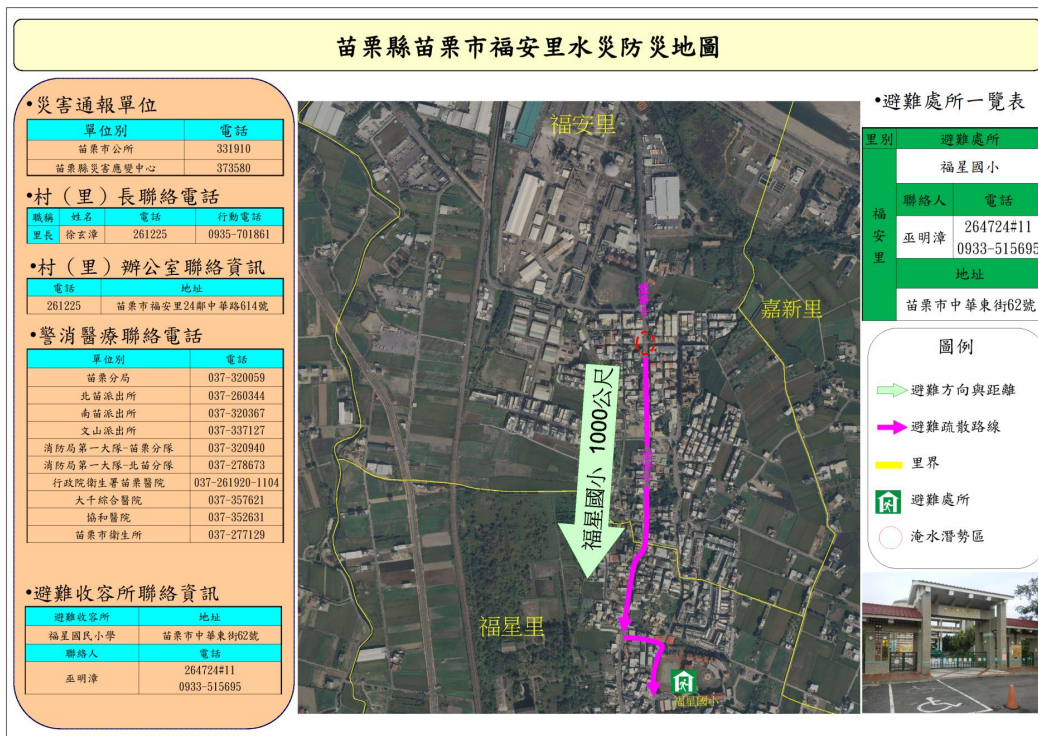 苗栗縣苗栗市福安里水災防災地圖
•災害通報單位
單位別 電話
苗栗市公所 331910
苗栗縣災害應變中心 373580
•村（里）長聯絡電話
職稱 姓名 電話 行動電話
里長 徐玄漳 261225 0935-701861
•村（里）辦公室聯絡資訊
電話 地址
261225 苗栗市福安里24鄰中華路614號
•警消醫療聯絡電話
單位別 電話
苗栗分局 037-320059
北苗派出所 037-260344
南苗派出所 037-320367
文山派出所 037-337127
消防局第一大隊-苗栗分隊 037-320940
消防局第一大隊-北苗分隊 037-278673
行政院衛生署苗栗醫院 037-261920-1104
大千綜合醫院 037-357621
協和醫院 037-352631
苗栗市衛生所 037-277129
•避難收容所聯絡資訊
避難收容所 地址
福星國民小學 苗栗市中華東街62號
聯絡人 電話
巫明漳 264724#11
0933-515695
福安里
嘉新里
福星國小 1000公尺
福星里
福星國小
•避難處所一覽表
里別 避難處所
福安里
福星國小
聯絡人 電話
巫明漳 264724#11
0933-515695
地址
苗栗市中華東街62號
圖例
避難方向與距離
避難疏散路線
里界
避難處所
淹水潛勢區